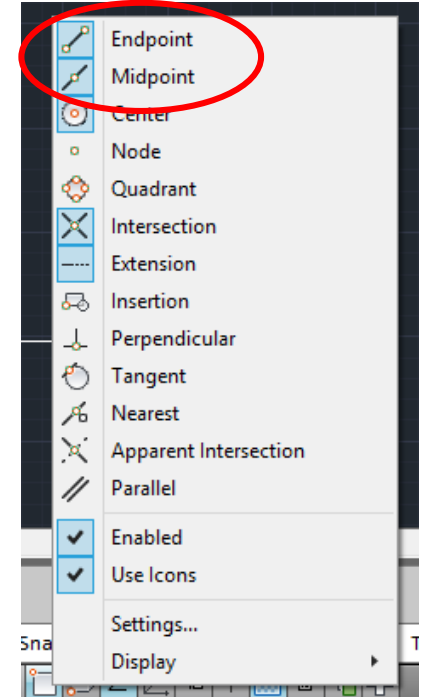 Endpoint
Midpoint
Center
Node
Quadrant
Intersection
Extension
Insertion
Perpendicular
Tangent
Nearest
Apparent Intersection
Parallel
Enabled
Use Icons
Settings...
Sna
T
Display